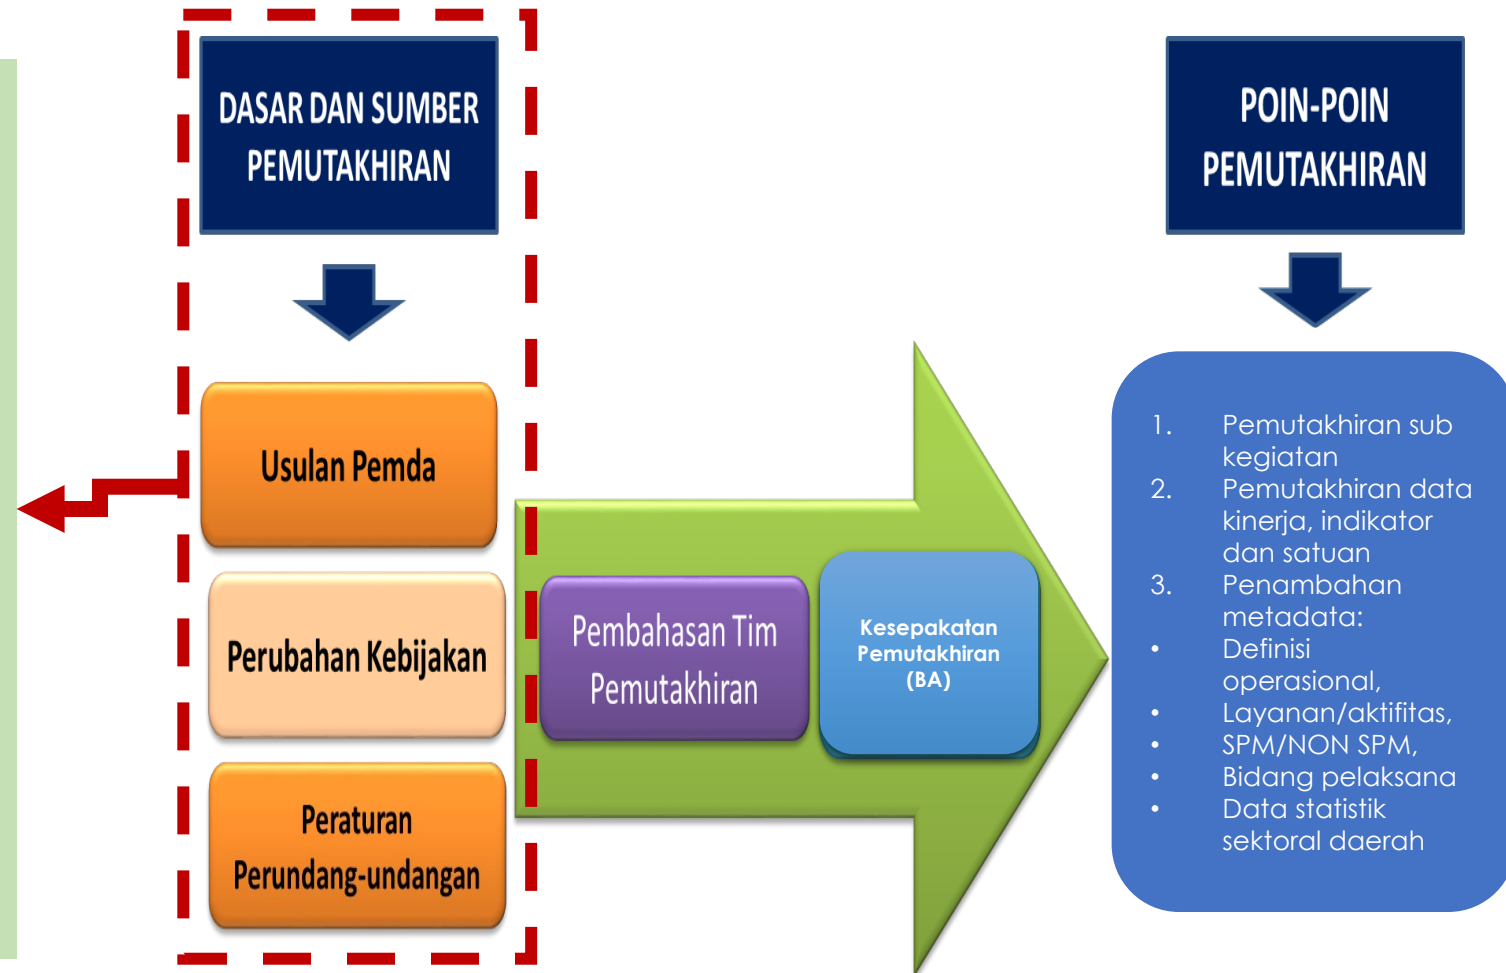 DASAR DAN SUMBER
PEMUTAKHIRAN
Usulan Pemda
Perubahan Kebijakan
Peraturan
Perundang-undangan
Pembahasan Tim
Pemutakhiran
Kesepakatan
Pemutakhiran
(BA)
POIN-POIN
PEMUTAKHIRAN
1. Pemutakhiran sub
kegiatan
2. Pemutakhiran data
kinerja, indikator
dan satuan
3. Penambahan
metadata:
• Definisi
operasional,
• Layanan/aktifitas,
• SPM/NON SPM,
• Bidang pelaksana
• Data statistik
sektoral daerah